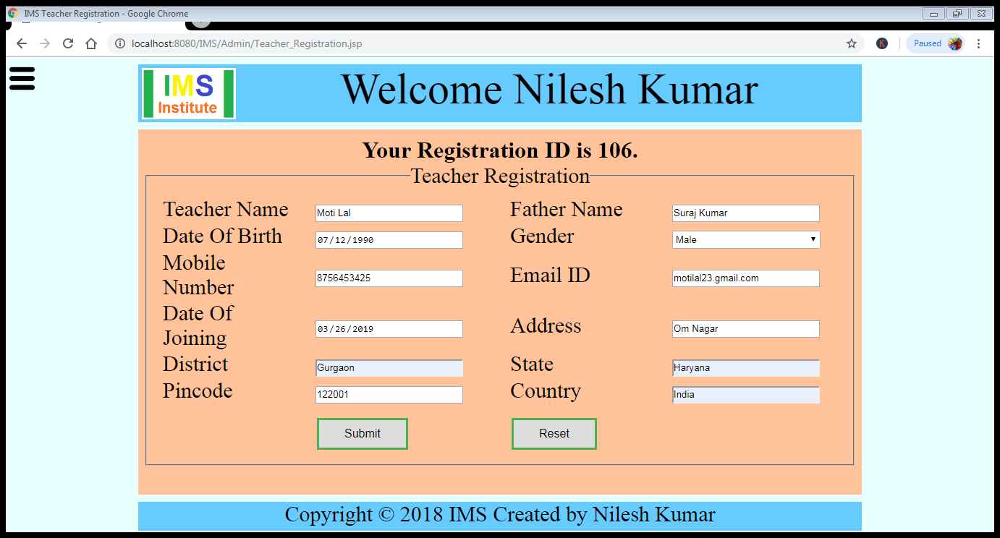 IMS Teacher Registration - Google Chrome
localhost:8080/IMS/Admin/Teacher_Registration.jsp
K
Paused
IMS
Institute
Welcome Nilesh Kumar
Your Registration ID is 106.
Teacher Registration
Teacher Name Moti Lal Father Name Suraj Kumar
Date Of Birth 07/12/1990 Gender Male
Mobile
Number 8756453425 Email ID motilal23.gmail.com
Date Of
Joining 03/26/2019 Address Om Nagar
District Gurgaon State Haryana
Pincode 122001 Country India
Submit Reset
Copyright © 2018 IMS Created by Nilesh Kumar